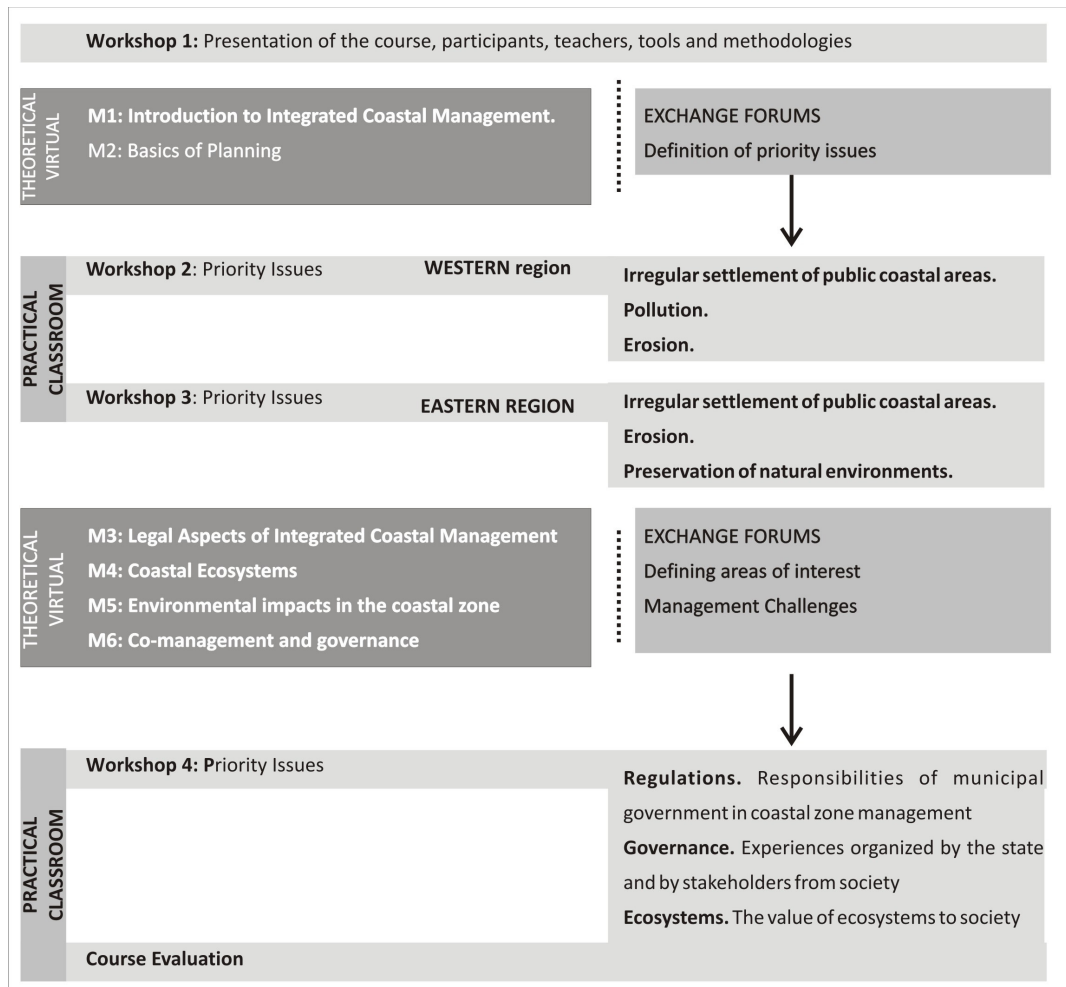 Workshop 1: Presentation of the course, participants, teachers, tools and methodologies
THEORETICAL
VIRTUAL
M1: Introduction to Integrated Coastal Management.
M2: Basics of Planning
EXCHANGE FORUMS
Definition of priority issues
PRACTICAL
CLASSROOM
Workshop 2: Priority Issues
WESTERN region
Irregular settlement of public coastal areas.
Pollution.
Erosion.
Workshop 3: Priority Issues
EASTERN REGION
Irregular settlement of public coastal areas.
Erosion.
Preservation of natural environments.
THEORETICAL
VIRTUAL
M3: Legal Aspects of Integrated Coastal Management
M4: Coastal Ecosystems
M5: Environmental impacts in the coastal zone
M6: Co-management and governance
EXCHANGE FORUMS
Defining areas of interest
Management Challenges
PRACTICAL
CLASSROOM
Workshop 4: Priority Issues
Regulations. Responsibilities of municipal
government in coastal zone management
Governance. Experiences organized by the state
and by stakeholders from society
Ecosystems. The value of ecosystems to society
Course Evaluation